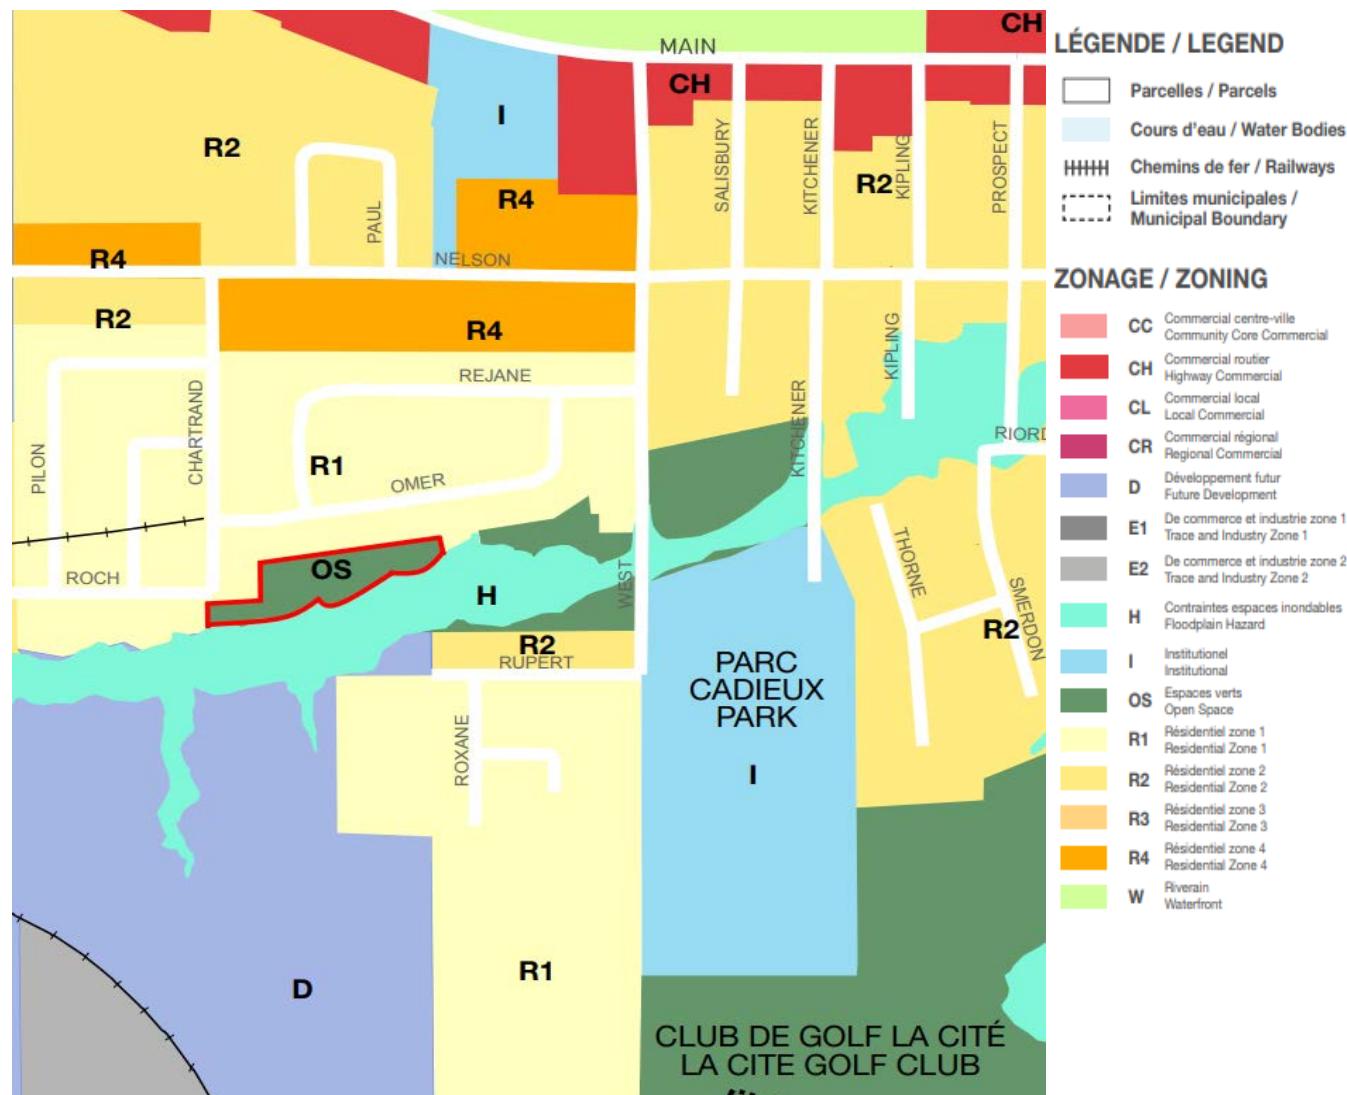 CH
MAIN
CH
I
R2
SALISBURY
KITCHENER
KIPLING
PROSPECT
R2
R4
PAUL
NELSON
R4
R2
R4
KIPLING
REJANE
CHARTRAND
KITCHENER
PILON
R1
OMER
RIORD
OS
ROCH
H
WEST
THORNE
SMERDON
R2
R2
RUPERT
PARC
CADIEUX
PARK
ROXANE
I
R1
D
CLUB DE GOLF LA CITÉ
LA CITE GOLF CLUB
LÉGENDE / LEGEND
Parcelles / Parcels
Cours d'eau / Water Bodies
Chemins de fer / Railways
Limites municipales /
Municipal Boundary
ZONAGE / ZONING
CC Commercial centre-ville
Community Core Commercial
CH Commercial routier
Highway Commercial
CL Commercial local
Local Commercial
CR Commercial régional
Regional Commercial
D Développement futur
Future Development
E1 De commerce et industrie zone 1
Trace and Industry Zone 1
E2 De commerce et industrie zone 2
Trace and Industry Zone 2
H Contraintes espaces inondables
Floodplain Hazard
I Institutionel
Institutional
OS Espaces verts
Open Space
R1 Résidentiel zone 1
Residential Zone 1
R2 Résidentiel zone 2
Residential Zone 2
R3 Résidentiel zone 3
Residential Zone 3
R4 Résidentiel zone 4
Residential Zone 4
W Riverain
Waterfront